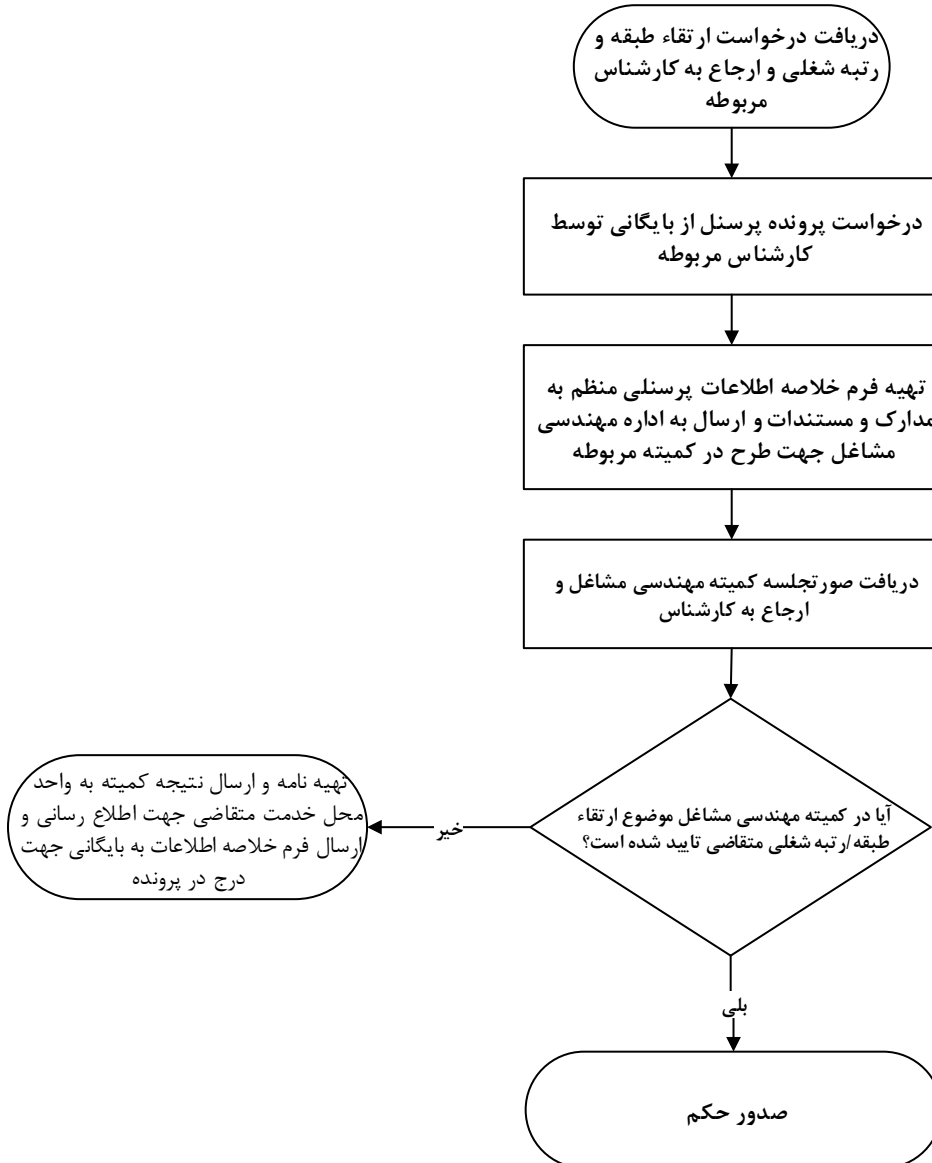 دریافت درخواست ارتقاء طبقه و
رتبه شغلی و ارجاع به کارشناس
مربوطه
درخواست پرونده پرسنل از بایگانی توسط
کارشناس مربوطه
تهیه فرم خلاصه اطلاعات پرسنلی منظم به
مدارک و مستندات و ارسال به اداره مهندسی
مشاغل جهت طرح در کمیته مربوطه
دریافت صورتجلسه کمیته مهندسی مشاغل و
ارجاع به کارشناس
آیا در کمیته مهندسی مشاغل موضوع ارتقاء
طبقه/رتبه شغلی متقاضی تایید شده است؟
خیر
تهیه نامه و ارسال نتیجه کمیته به واحد
محل خدمت متقاضی جهت اطلاع رسانی و
ارسال فرم خلاصه اطلاعات به بایگانی جهت
درج در پرونده
بلی
صدور حکم